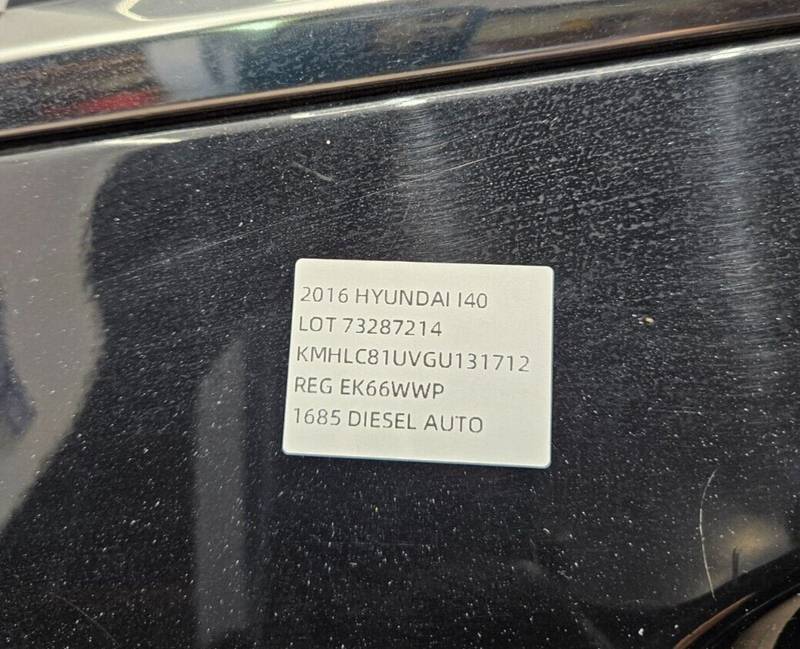 2016 HYUNDAI I40
LOT 73287214
KMHLC81UVGU131712
REG EK66WWP
1685 DIESEL AUTO